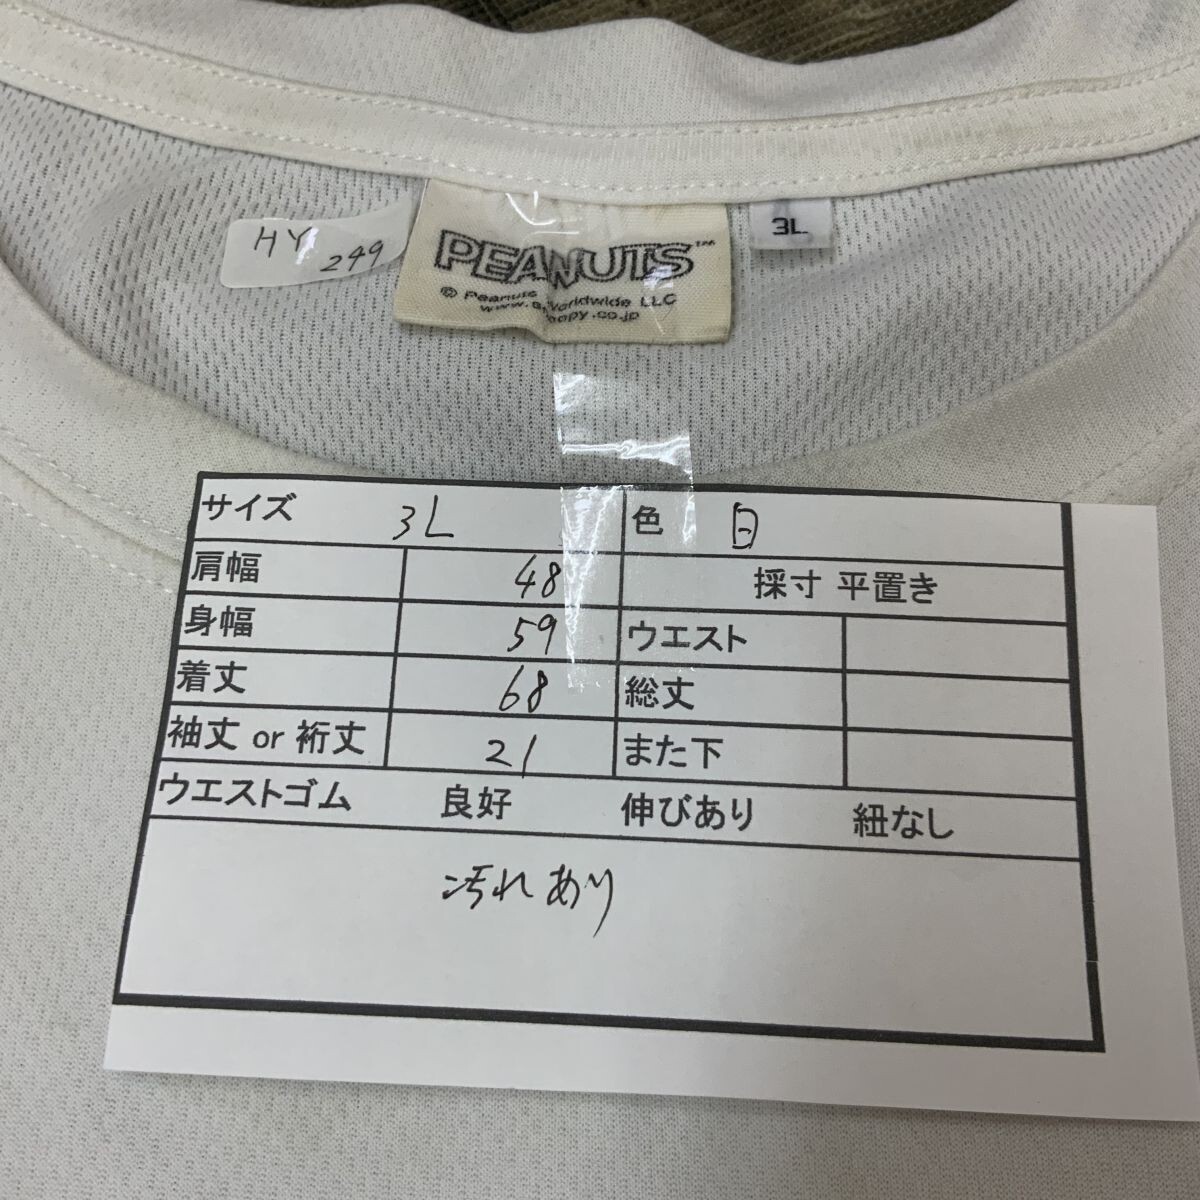 HY 249
PEANUTS™
3L
© Peanuts Worldwide LLC
www.snoopy.co.jp
サイズ 3L 色 白
肩幅 48 採寸 平置き
身幅 59 ウエスト
着丈 68 総丈
袖丈 or 裄丈 21 また下
ウエストゴム 良好 伸びあり 紐なし
汚れあり